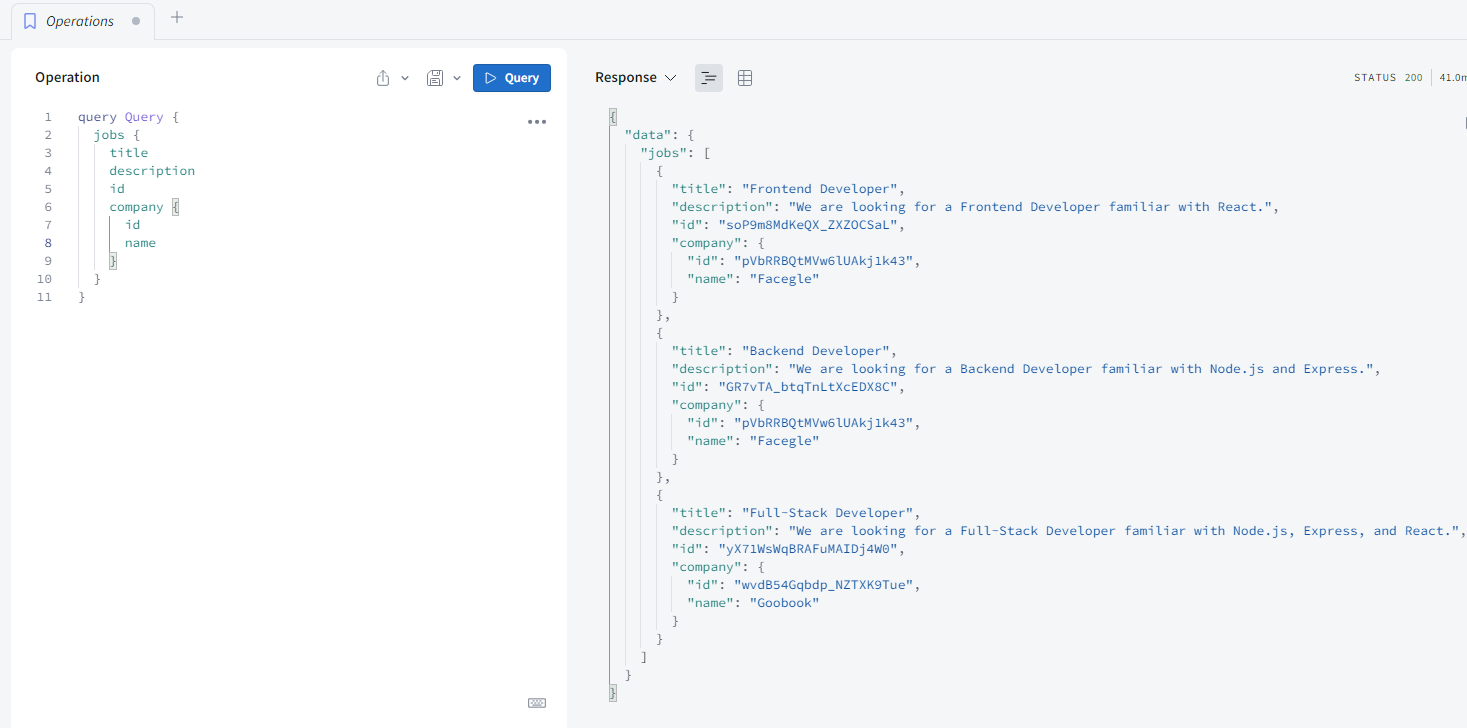 Operations
Operation
Query
1 query Query {
2 jobs {
3 title
4 description
5 id
6 company {
7 id
8 name
9 }
10 }
11 }
Response
STATUS 200 41.0m
{
"data": {
"jobs": [
{
"title": "Frontend Developer",
"description": "We are looking for a Frontend Developer familiar with React.",
"id": "soP9m8MdKeQX_ZXZOCSaL",
"company": {
"id": "pVbRRBQtMVw6lUAkj1k43",
"name": "Facegle"
}
},
{
"title": "Backend Developer",
"description": "We are looking for a Backend Developer familiar with Node.js and Express.",
"id": "GR7vTA_btqTnLtXcEDX8C",
"company": {
"id": "pVbRRBQtMVw6lUAkj1k43",
"name": "Facegle"
}
},
{
"title": "Full-Stack Developer",
"description": "We are looking for a Full-Stack Developer familiar with Node.js, Express, and React.",
"id": "yX71WsWqBRAFuMAIDj4W0",
"company": {
"id": "wvdB54Gqbdp_NZTXK9Tue",
"name": "Goobook"
}
}
]
}
}